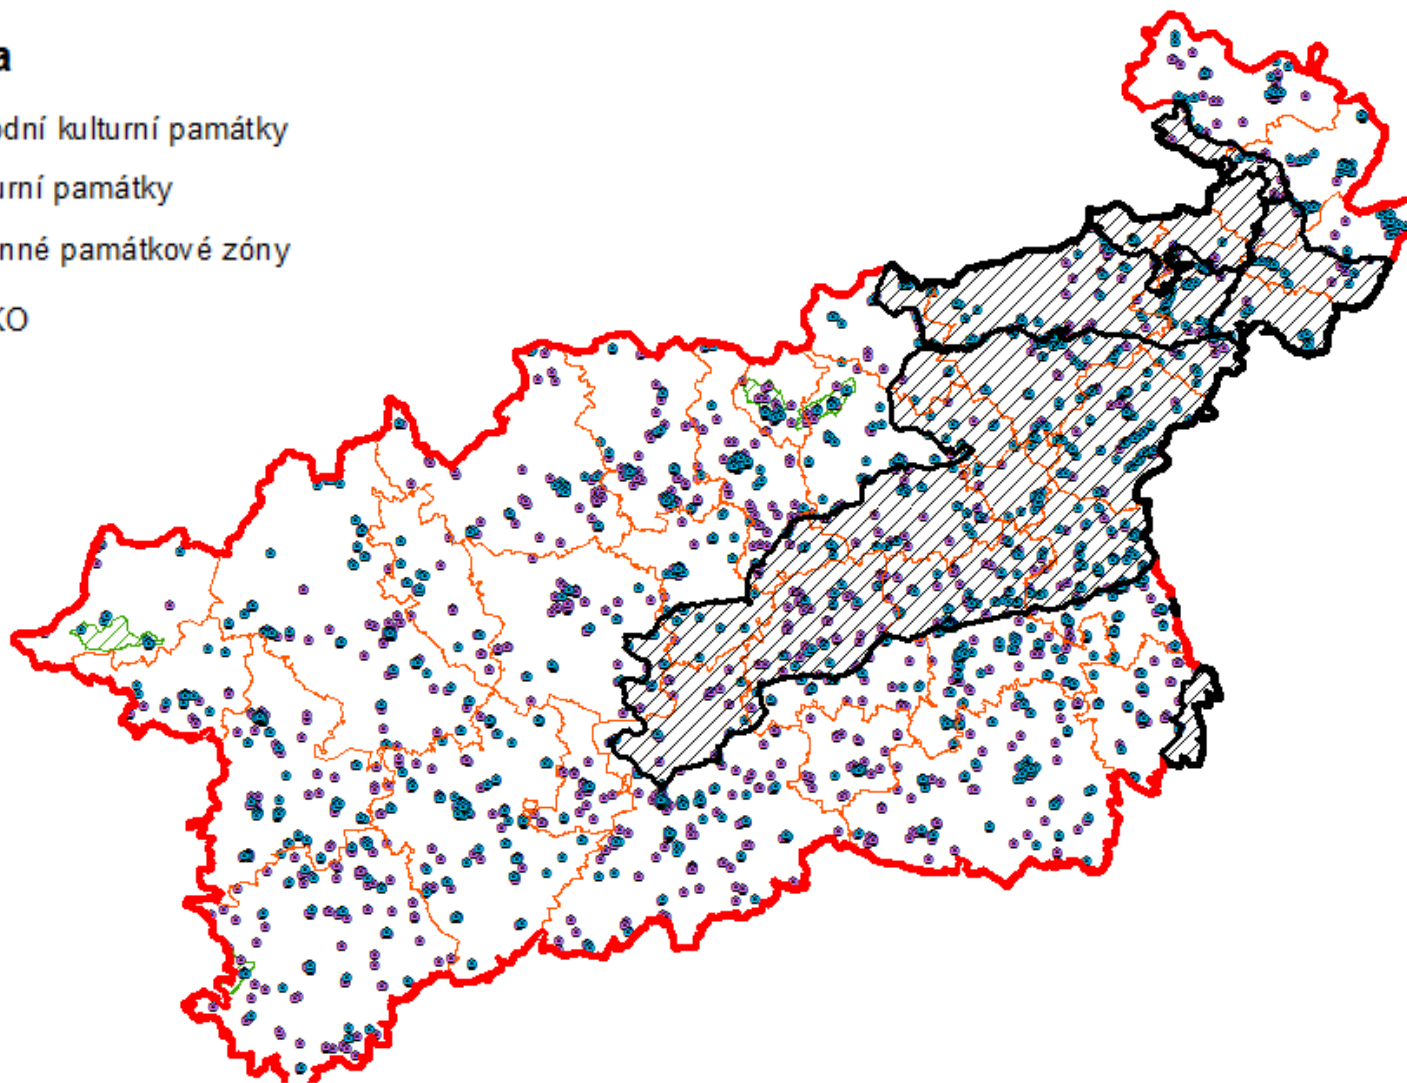 a
odní kulturní památky
urní památky
nné památkové zóny
KO